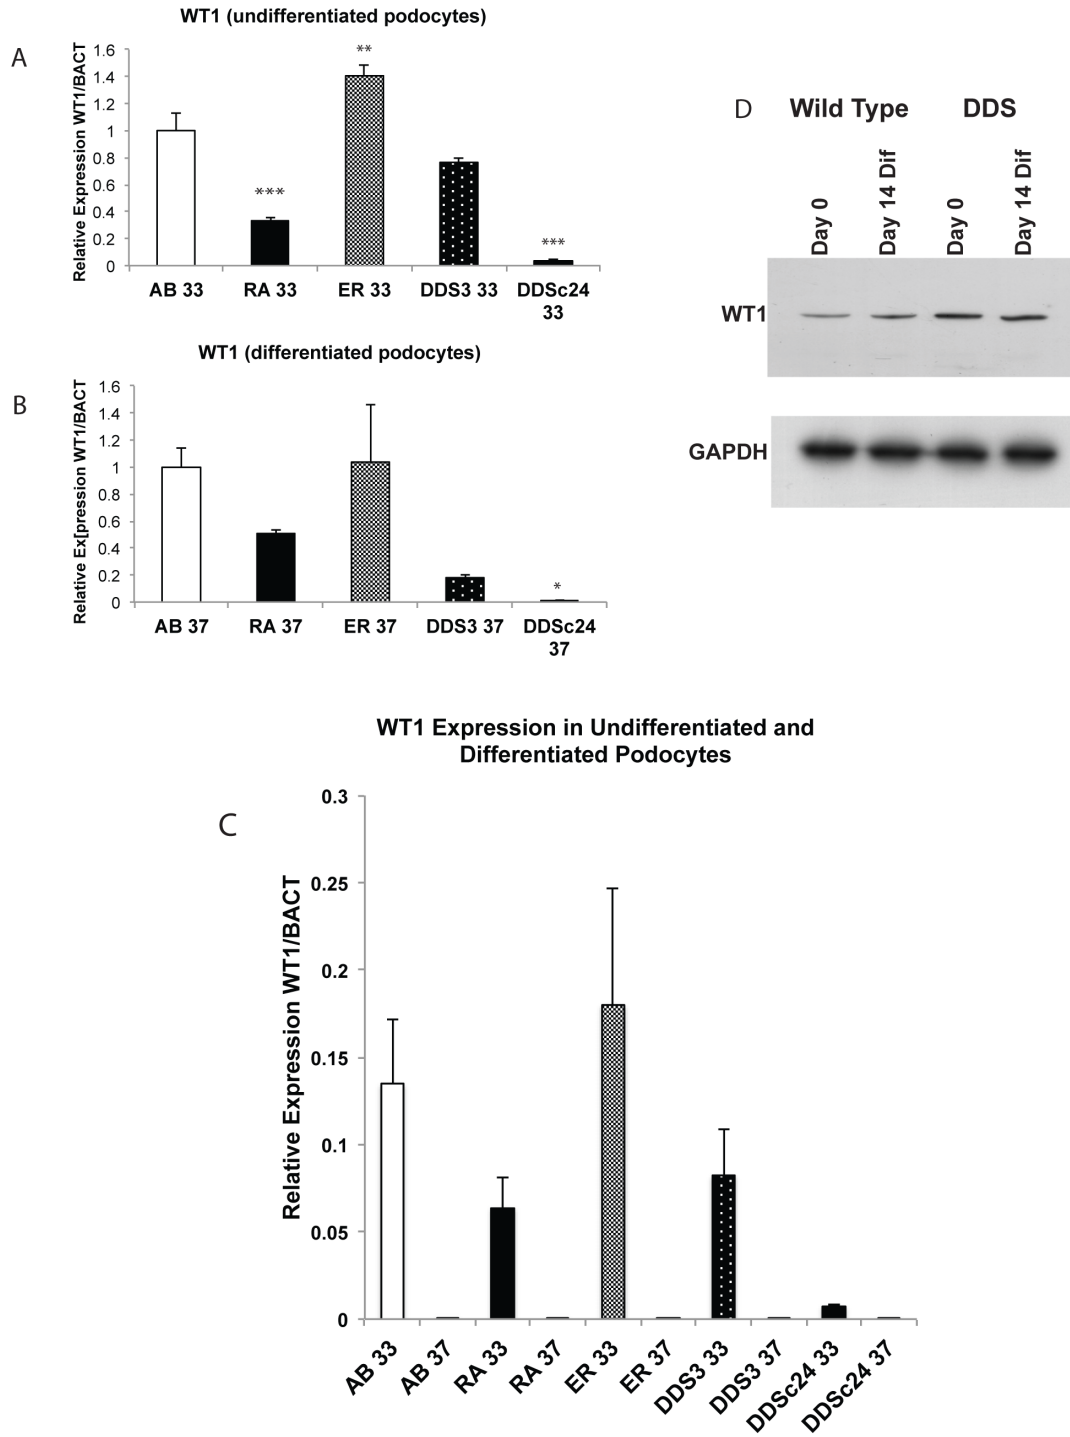 WT1 (undifferentiated podocytes)
A
Relative Expression WT1/BACT
1.6
1.4
1.2
1
0.8
0.6
0.4
0.2
0
***
**
***
AB 33
RA 33
ER 33
DDS3 33
DDSc24
33
WT1 (differentiated podocytes)
B
Relative Ex[pression WT1/BACT
1.6
1.4
1.2
1
0.8
0.6
0.4
0.2
0
*
AB 37
RA 37
ER 37
DDS3 37
DDSc24
37
D
Wild Type
DDS
Day 0
Day 14 Dif
Day 0
Day 14 Dif
WT1
GAPDH
WT1 Expression in Undifferentiated and
Differentiated Podocytes
C
Relative Expression WT1/BACT
0.3
0.25
0.2
0.15
0.1
0.05
0
AB 33
AB 37
RA 33
RA 37
ER 33
ER 37
DDS3 33
DDS3 37
DDSc24 33
DDSc24 37